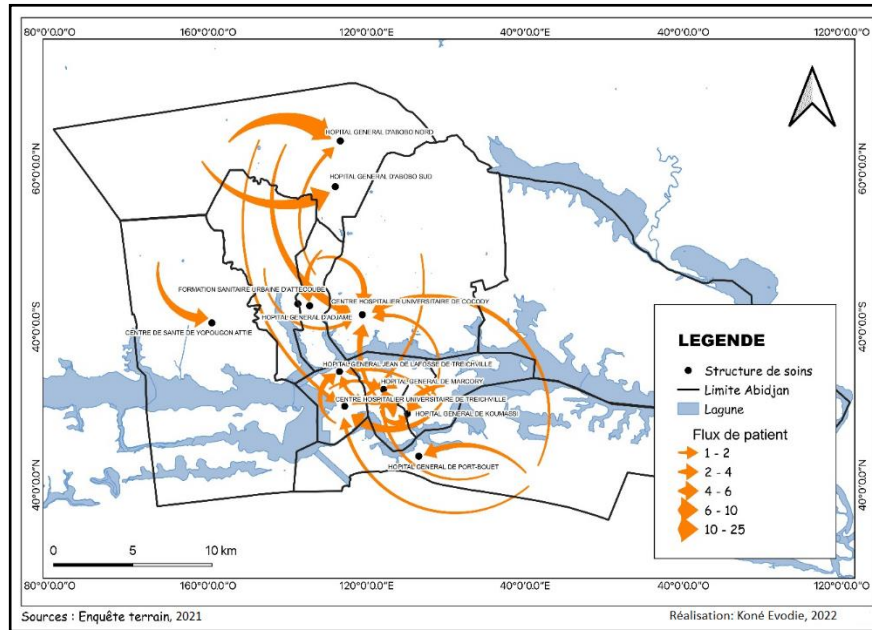 80°0'0.0"O 160°0'0.0"O 120°0'0.0"O 40°0'0.0"E 40°0'0.0"O 120°0'0.0"O
60°0'0.0"N 60°0'0.0"N
HOPITAL GENERAL D'ABOBO NORD
HOPITAL GENERAL D'ABOBO SUD
FORMATION SANITAIRE URBAINE D'ATTECOUBE
CENTRE HOSPITALIER UNIVERSITAIRE DE COCODY
HOPITAL GENERAL D'ADJAME
CENTRE DE SANTE DE YOPOUGON ATTIE
40°0'0.0"S 40°0'0.0"S
HOPITAL GENERAL JEAN DE LAFOSSE DE TREICHVILLE
HOPITAL GENERAL DE MARCORY
CENTRE HOSPITALIER UNIVERSITAIRE DE TREICHVILLE
HOPITAL GENERAL DE KOUMASSI
HOPITAL GENERAL DE PORT-BOUET
40°0'0.0"N 40°0'0.0"N
LEGENDE
Structure de soins
Limite Abidjan
Lagune
Flux de patient
1 - 2
2 - 4
4 - 6
6 - 10
10 - 25
0 5 10 km
80°0'0.0"O 160°0'0.0"O 120°0'0.0"O 40°0'0.0"E 40°0'0.0"O 120°0'0.0"O
Sources : Enquête terrain, 2021
Réalisation: Koné Evodie, 2022